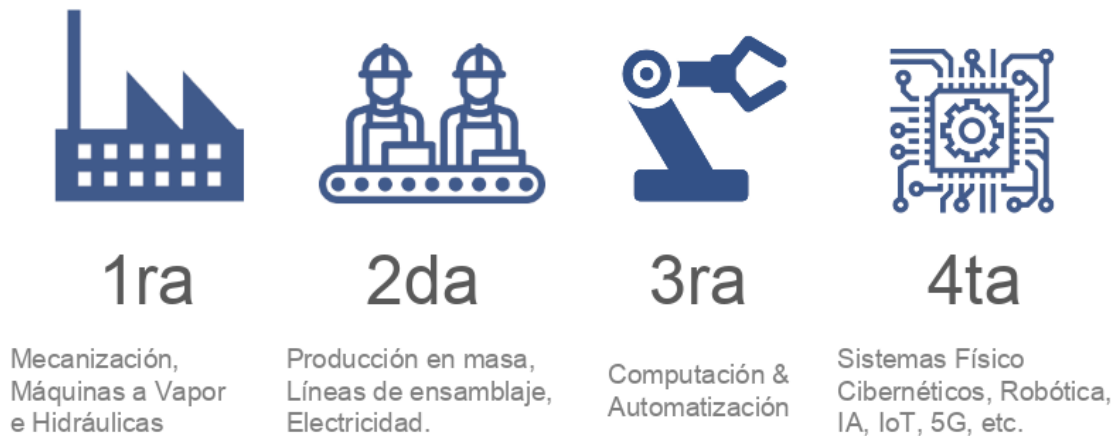 1ra
2da
3ra
4ta
Mecanización,
Máquinas a Vapor
e Hidráulicas
Producción en masa,
Líneas de ensamblaje,
Electricidad.
Computación &
Automatización
Sistemas Físico
Cibernéticos, Robótica,
IA, IoT, 5G, etc.